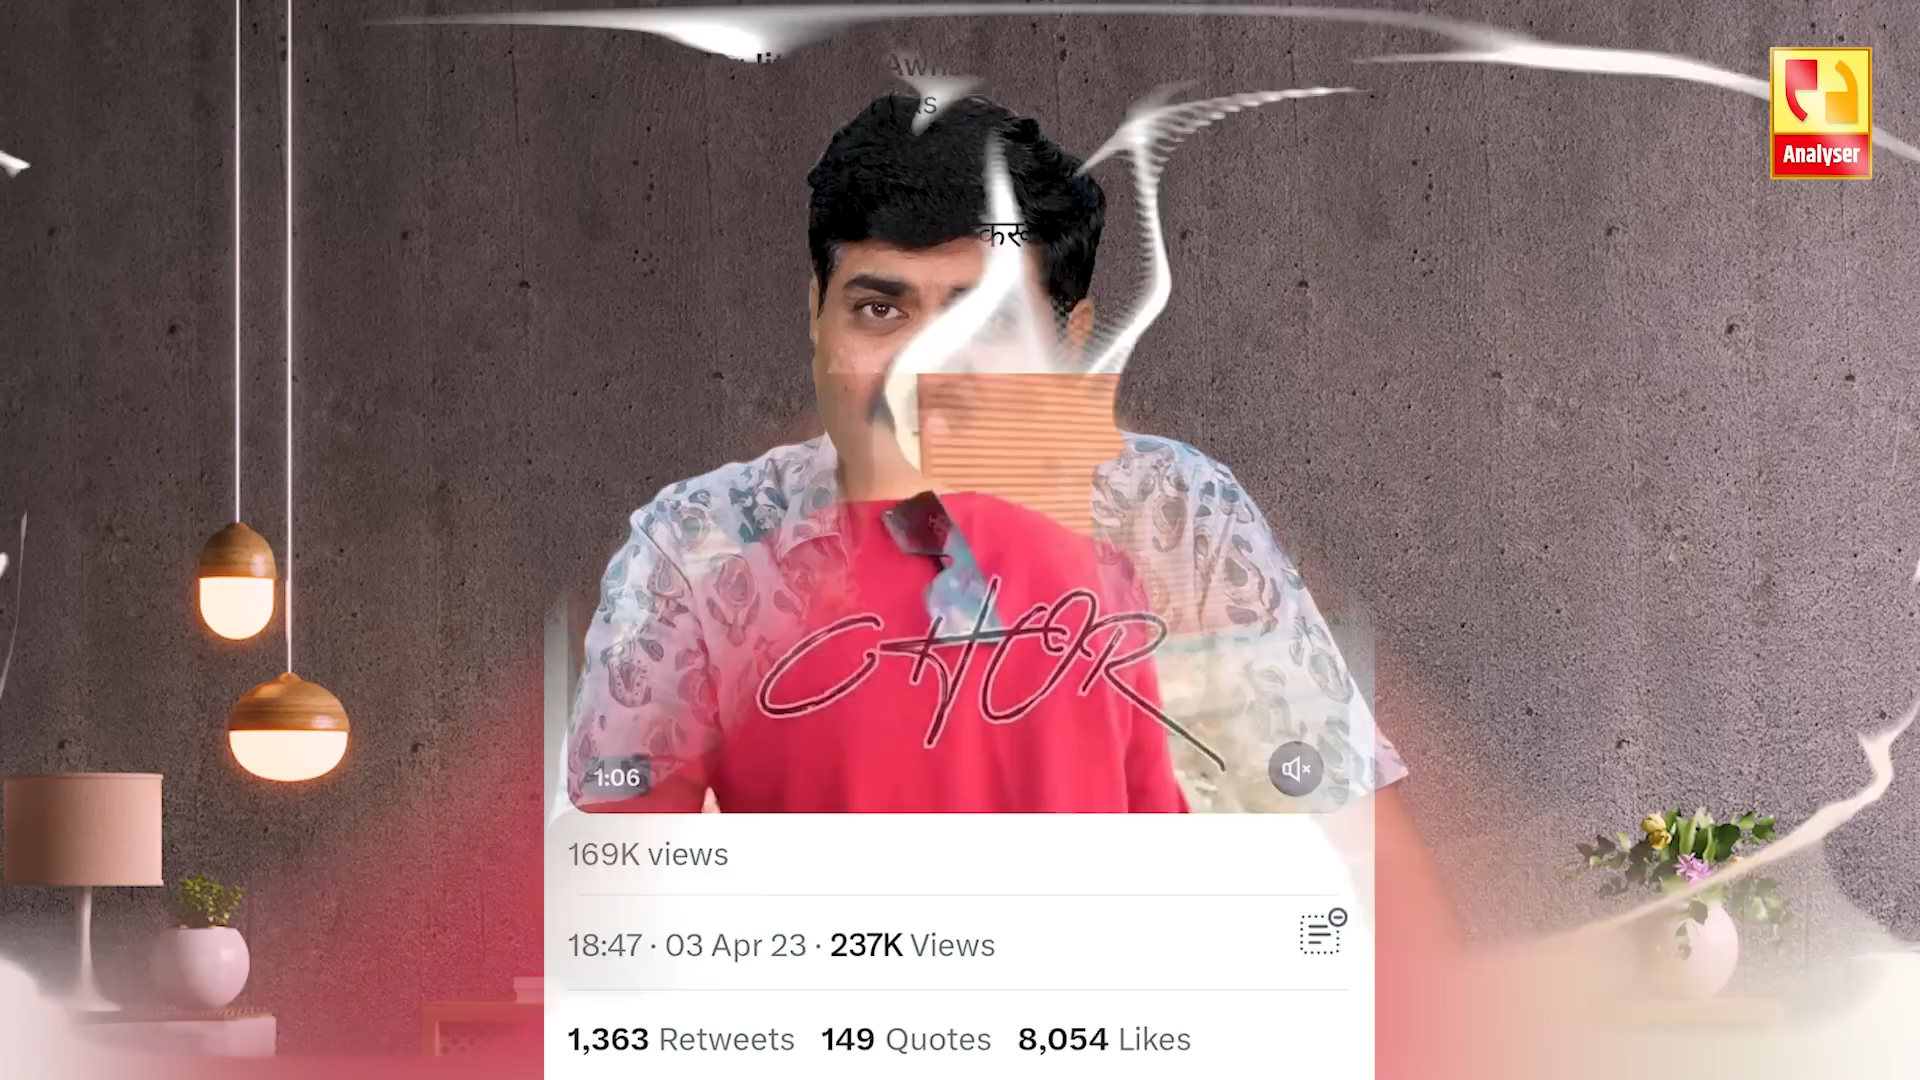 Analyser
CHOR
1:06
169K views
18:47 · 03 Apr 23 · 237K Views
1,363 Retweets 149 Quotes 8,054 Likes